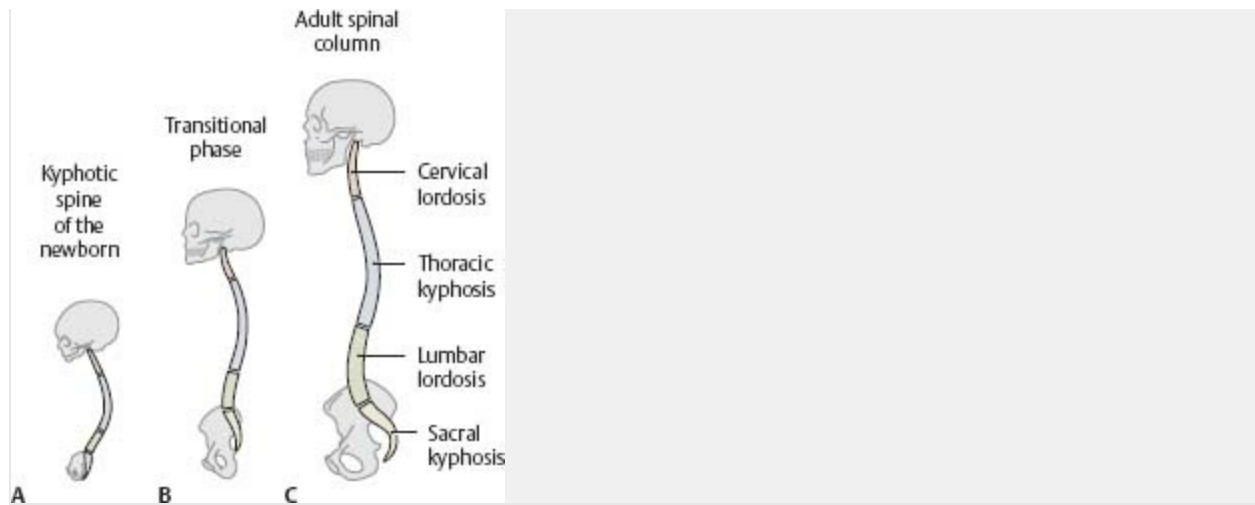 Adult spinal
column
Transitional
phase
Kyphotic
spine
of the
newborn
Cervical
lordosis
Thoracic
kyphosis
Lumbar
lordosis
Sacral
kyphosis
A
B
C